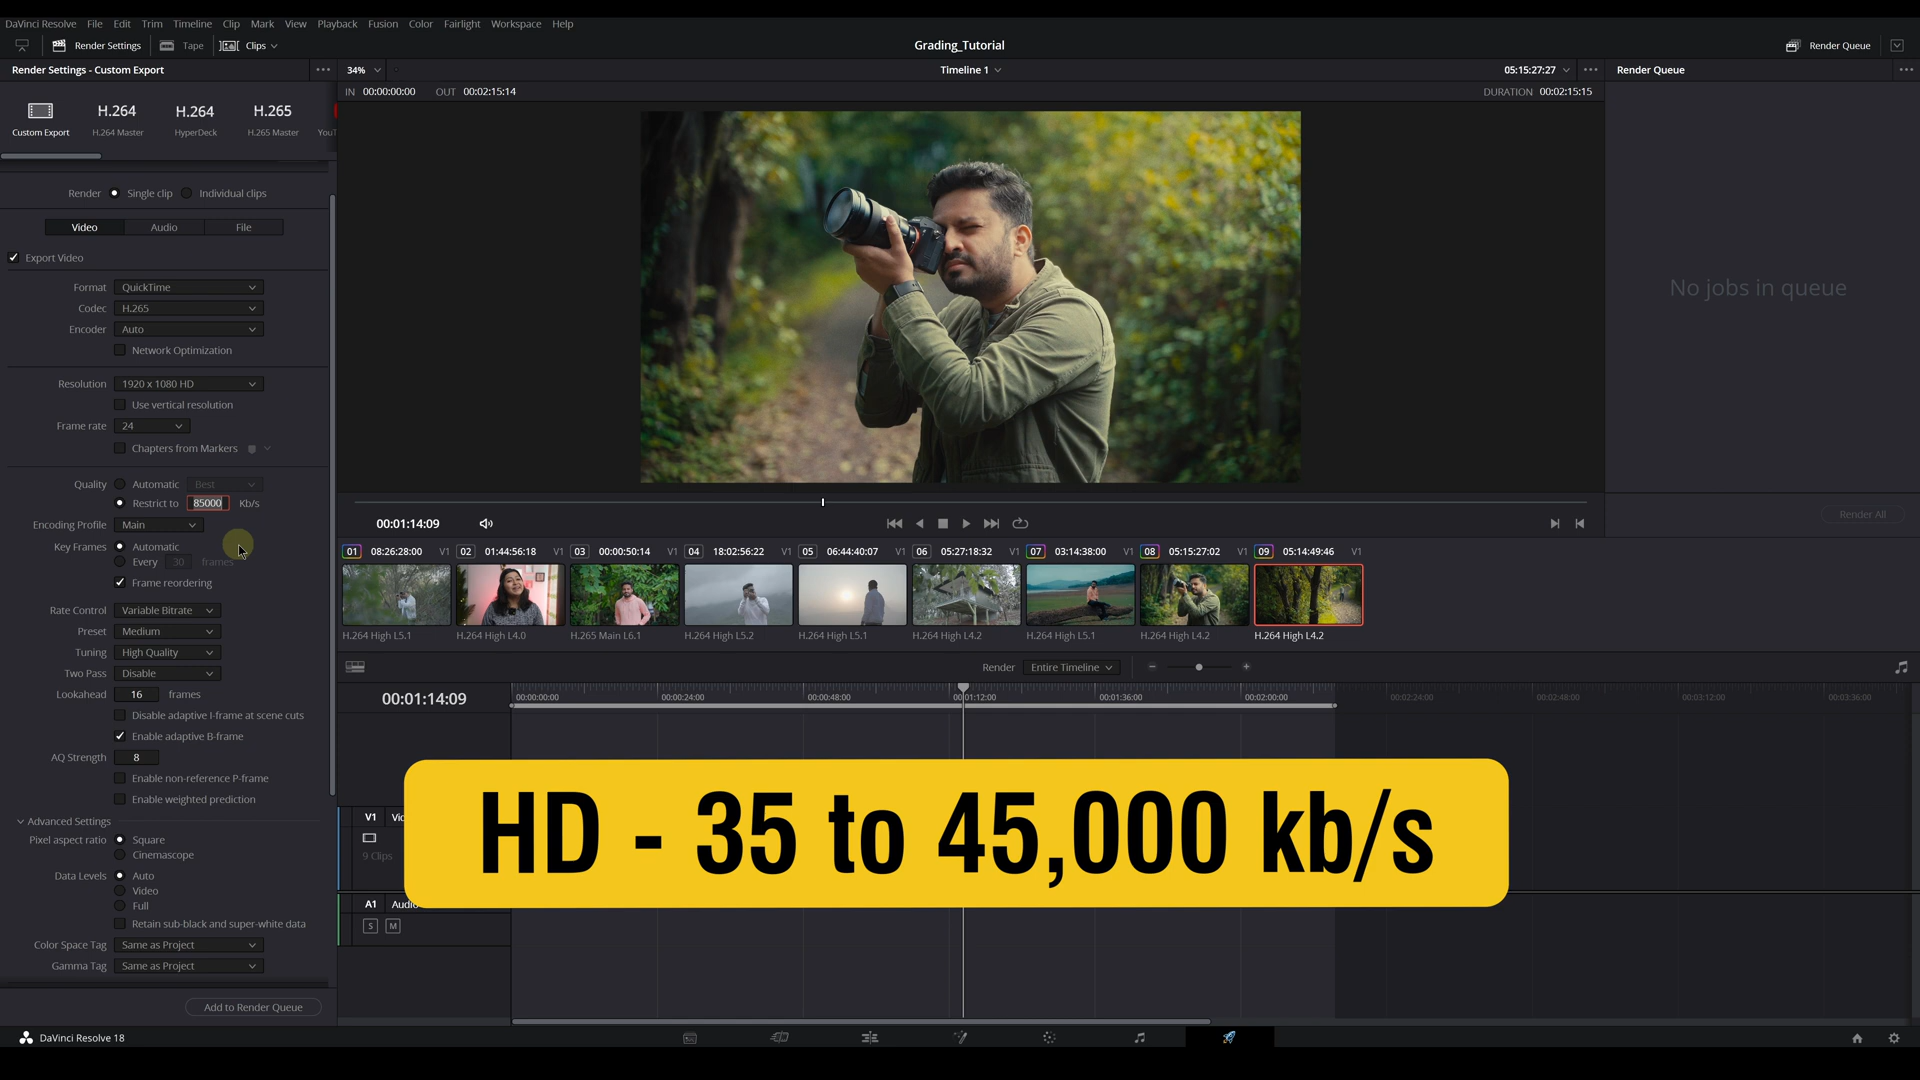 DaVinci Resolve File Edit Trim Timeline Clip Mark View Playback Fusion Color Fairlight Workspace Help
Render Settings Tape Clips Grading_Tutorial Render Queue
Render Settings - Custom Export 34% Timeline 1 05:15:27:27 Render Queue
IN 00:00:00:00 OUT 00:02:15:14 DURATION 00:02:15:15
H.264 H.264 H.265
Custom Export H.264 Master HyperDeck H.265 Master YouT
Render Single clip Individual clips
Video Audio File
Export Video
Format QuickTime
Codec H.265
Encoder Auto
Network Optimization
Resolution 1920 x 1080 HD
Use vertical resolution
Frame rate 24
Chapters from Markers
Quality Automatic Best
Restrict to 85000 Kb/s
Encoding Profile Main
Key Frames Automatic
Every 30 frames
Frame reordering
Rate Control Variable Bitrate
Preset Medium
Tuning High Quality
Two Pass Disable
Lookahead 16 frames
Disable adaptive I-frame at scene cuts
Enable adaptive B-frame
AQ Strength 8
Enable non-reference P-frame
Enable weighted prediction
Advanced Settings
Pixel aspect ratio Square
Cinemascope
Data Levels Auto
Video
Full
Retain sub-black and super-white data
Color Space Tag Same as Project
Gamma Tag Same as Project
Add to Render Queue
No jobs in queue
Render All
00:01:14:09
01 08:26:28:00 V1 02 01:44:56:18 V1 03 00:00:50:14 V1 04 18:02:56:22 V1 05 06:44:40:07 V1 06 05:27:18:32 V1 07 03:14:38:00 V1 08 05:15:27:02 V1 09 05:14:49:46 V1
H.264 High L5.1 H.264 High L4.0 H.265 Main L6.1 H.264 High L5.2 H.264 High L5.1 H.264 High L4.2 H.264 High L5.1 H.264 High L4.2 H.264 High L4.2
Render Entire Timeline
00:01:14:09 00:00:00:00 00:00:24:00 00:00:48:00 00:01:12:00 00:01:36:00 00:02:00:00 00:02:24:00 00:02:48:00 00:03:12:00 00:03:36:00
V1 Vid
9 Clips
HD - 35 to 45,000 kb/s
A1 Audio
S M
DaVinci Resolve 18